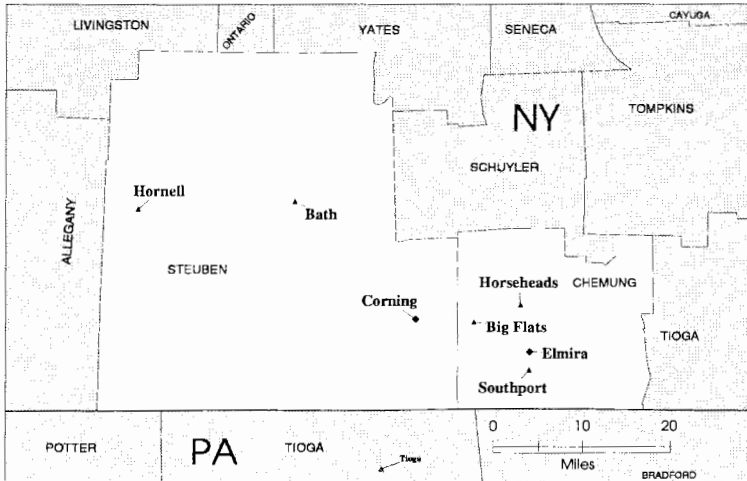 LIVINGSTON
ONTARIO
YATES
SENECA
CAYUGA
NY
TOMPKINS
SCHUYLER
ALLEGANY
Hornell
Bath
STEUBEN
Horseheads
CHEMUNG
Corning
Big Flats
TIOGA
Elmira
Southport
POTTER
PA
TIOGA
Tioga
0 10 20
Miles
BRADFORD